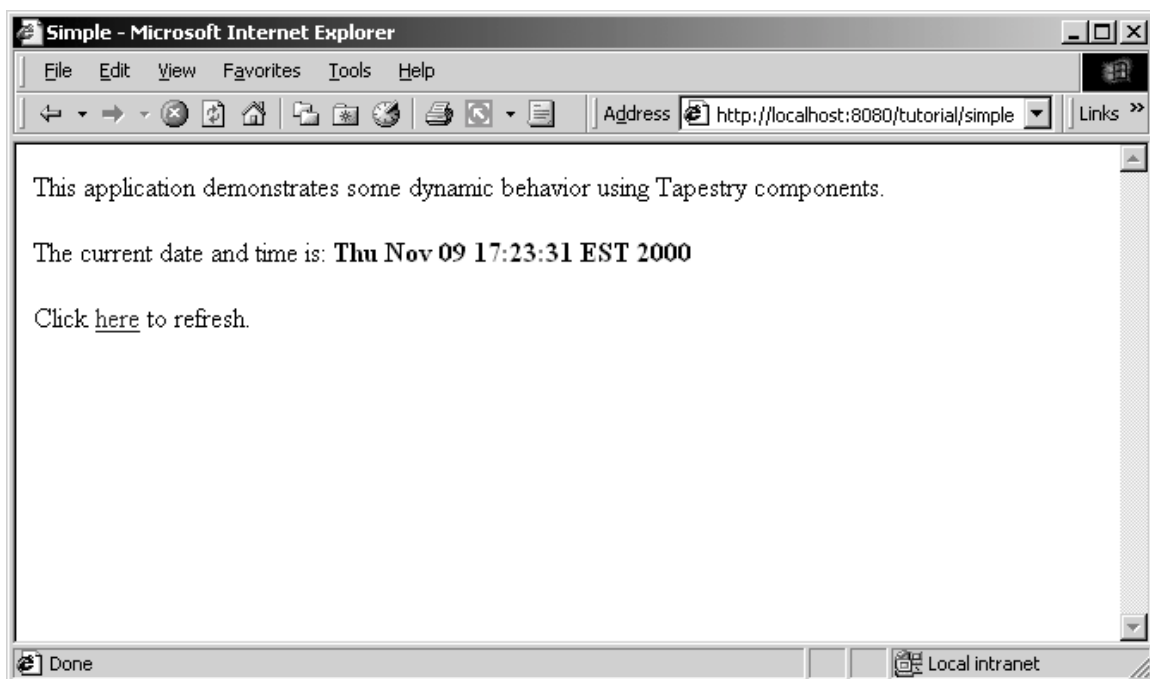 Simple - Microsoft Internet Explorer
File Edit View Favorites Tools Help
Address http://localhost:8080/tutorial/simple Links »
This application demonstrates some dynamic behavior using Tapestry components.
The current date and time is: Thu Nov 09 17:23:31 EST 2000
Click here to refresh.
Done Local intranet